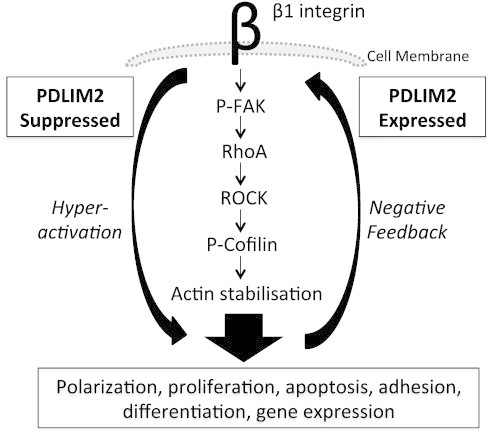 β
β1 integrin
Cell Membrane
PDLIM2
Suppressed
PDLIM2
Expressed
P-FAK
RhoA
ROCK
P-Cofilin
Actin stabilisation
Hyper-
activation
Negative
Feedback
Polarization, proliferation, apoptosis, adhesion,
differentiation, gene expression